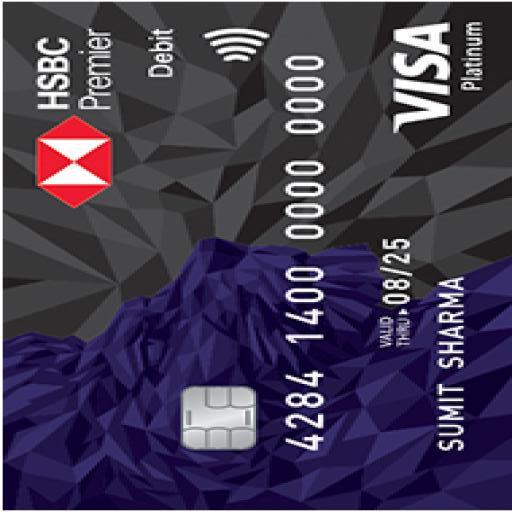 HSBC
Premier
Debit
4284 1400 0000 0000
VALID
THRU ▸ 08/25
SUMIT SHARMA
VISA
Platinum